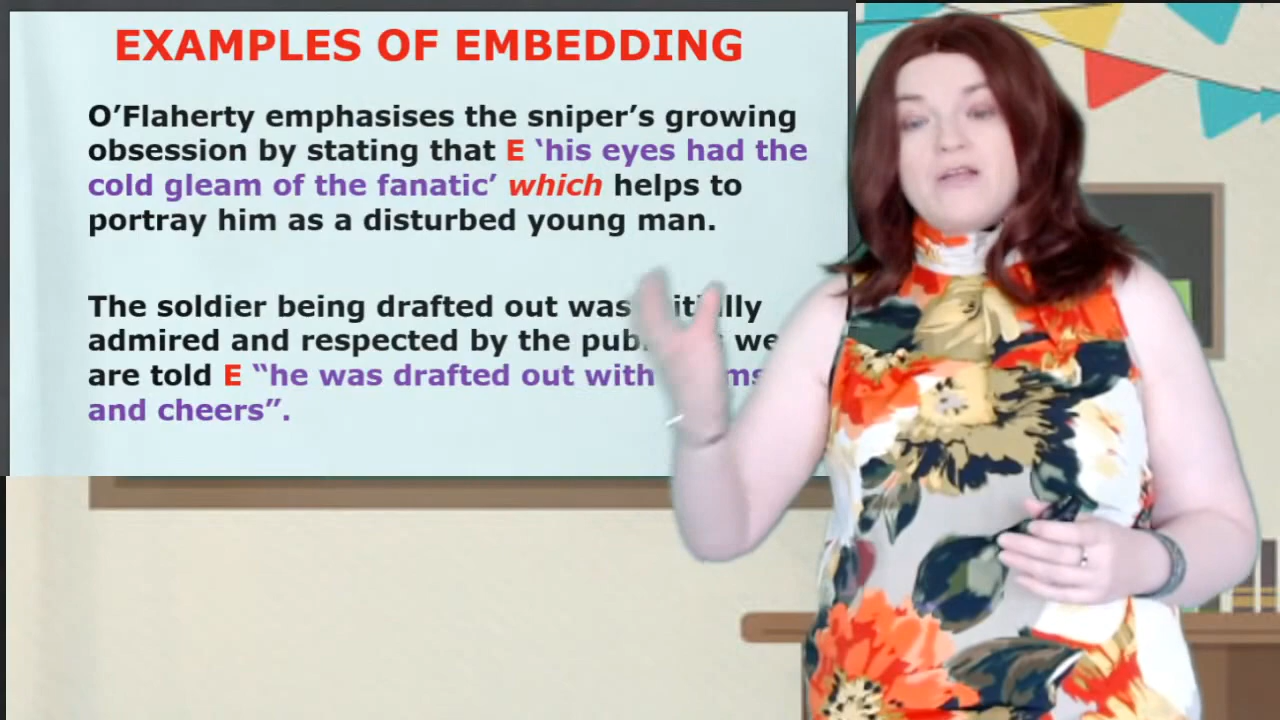 EXAMPLES OF EMBEDDING
O'Flaherty emphasises the sniper's growing
obsession by stating that E 'his eyes had the
cold gleam of the fanatic' which helps to
portray him as a disturbed young man.
The soldier being drafted out was
admired and respected by the we
are told E "he was drafted out with
and cheers".